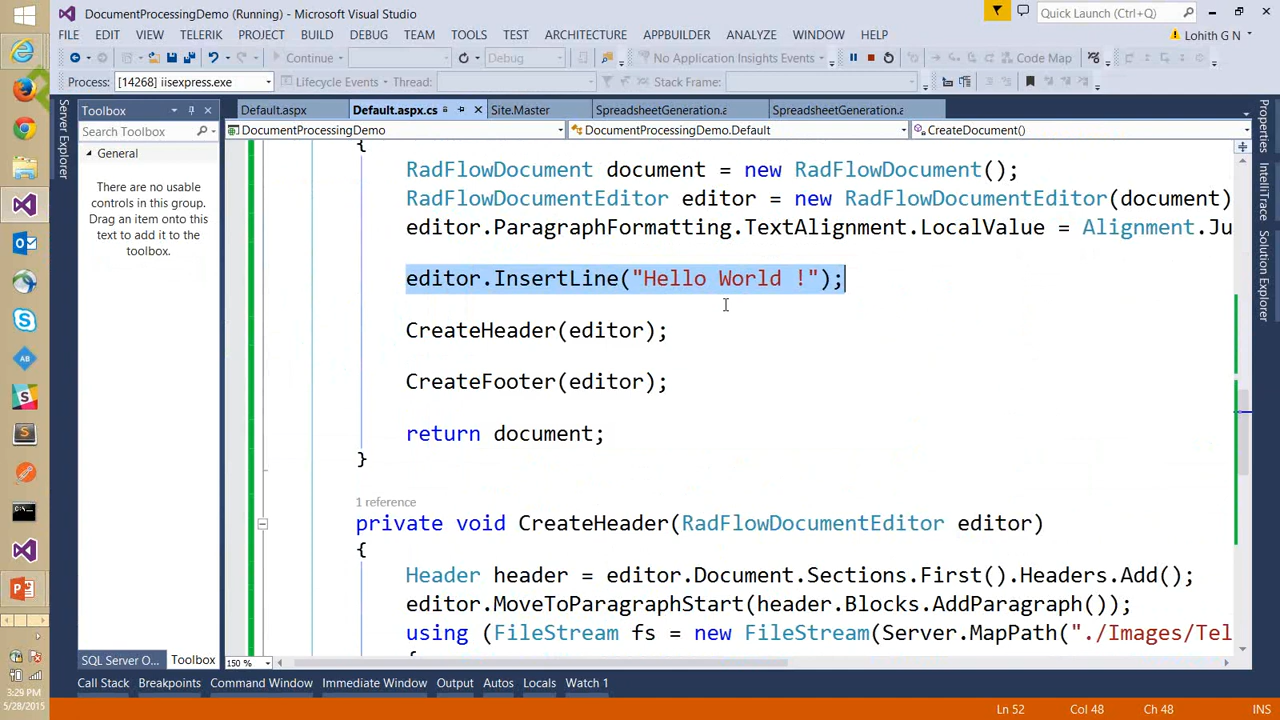 DocumentProcessingDemo (Running) - Microsoft Visual Studio
Quick Launch (Ctrl+Q)
FILE EDIT VIEW TELERIK PROJECT BUILD DEBUG TEAM TOOLS TEST ARCHITECTURE APPBUILDER ANALYZE WINDOW HELP
Lohith G N
Continue Debug No Application Insights Events Code Map
Process: [14268] iisexpress.exe Lifecycle Events Thread: Stack Frame:
Server Explorer
Toolbox
Search Toolbox
General
There are no usable
controls in this group.
Drag an item onto this
text to add it to the
toolbox.
SQL Server O... Toolbox
Default.aspx Default.aspx.cs Site.Master SpreadsheetGeneration.a SpreadsheetGeneration.a
DocumentProcessingDemo DocumentProcessingDemo.Default CreateDocument()
{
RadFlowDocument document = new RadFlowDocument();
RadFlowDocumentEditor editor = new RadFlowDocumentEditor(document)
editor.ParagraphFormatting.TextAlignment.LocalValue = Alignment.Ju
editor.InsertLine("Hello World !");
CreateHeader(editor);
CreateFooter(editor);
return document;
}
1 reference
private void CreateHeader(RadFlowDocumentEditor editor)
{
Header header = editor.Document.Sections.First().Headers.Add();
editor.MoveToParagraphStart(header.Blocks.AddParagraph());
using (FileStream fs = new FileStream(Server.MapPath("./Images/Tel
{
150 %
Properties
IntelliTrace
Solution Explorer
Call Stack Breakpoints Command Window Immediate Window Output Autos Locals Watch 1
Ln 52 Col 48 Ch 48 INS
AB
3:29 PM
5/28/2015